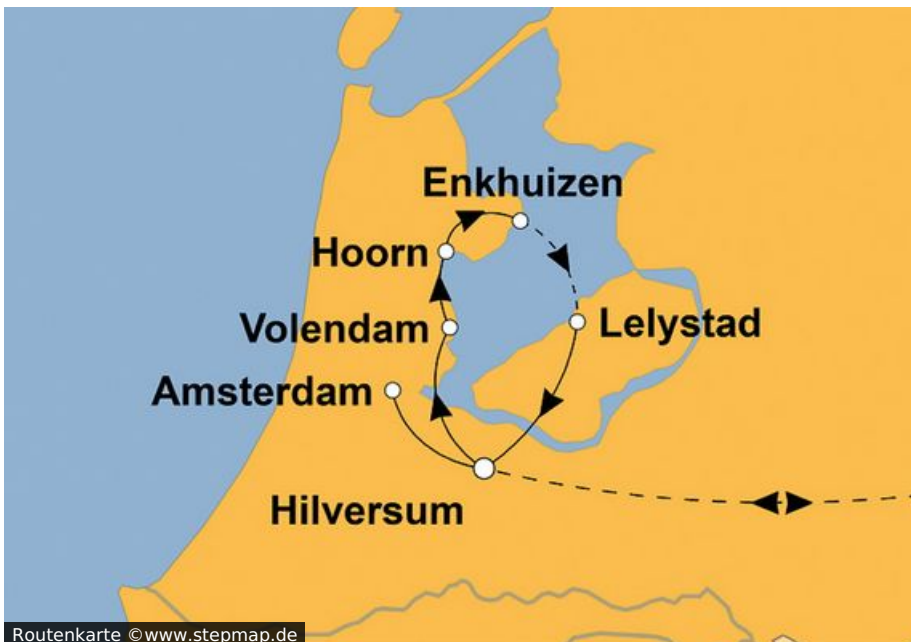 Enkhuizen
Hoorn
Volendam
Lelystad
Amsterdam
Hilversum
Routenkarte ©www.stepmap.de